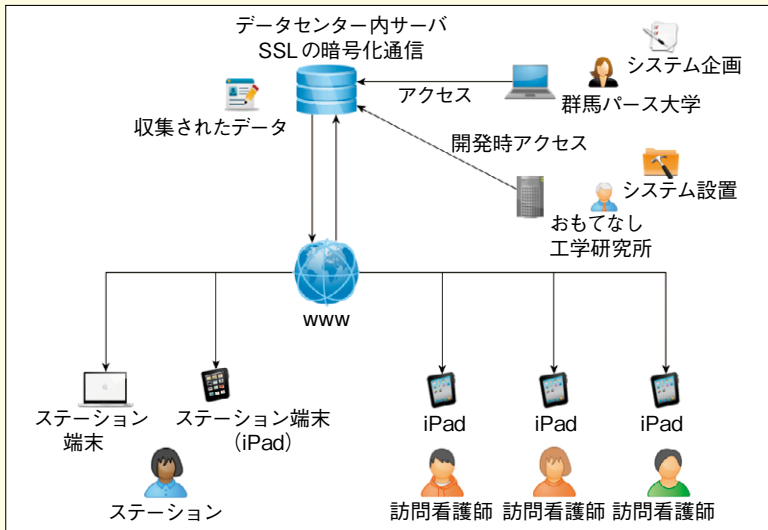 データセンター内サーバ
SSLの暗号化通信
収集されたデータ
アクセス
システム企画
群馬パース大学
開発時アクセス
システム設置
おもてなし
工学研究所
www
ステーション
端末
ステーション端末
（iPad）
ステーション
iPad
iPad
iPad
訪問看護師
訪問看護師
訪問看護師